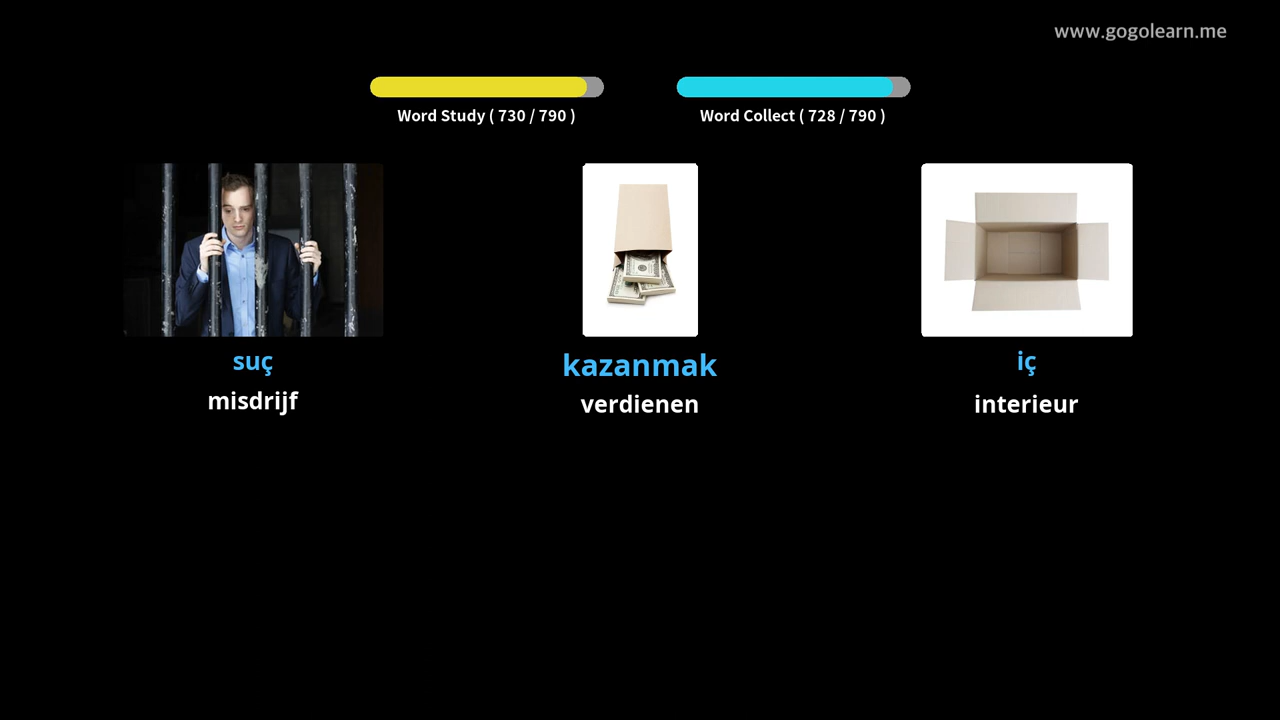 www.gogolearn.me
Word Study ( 730 / 790 )
Word Collect ( 728 / 790 )
suç
misdrijf
kazanmak
verdienen
iç
interieur